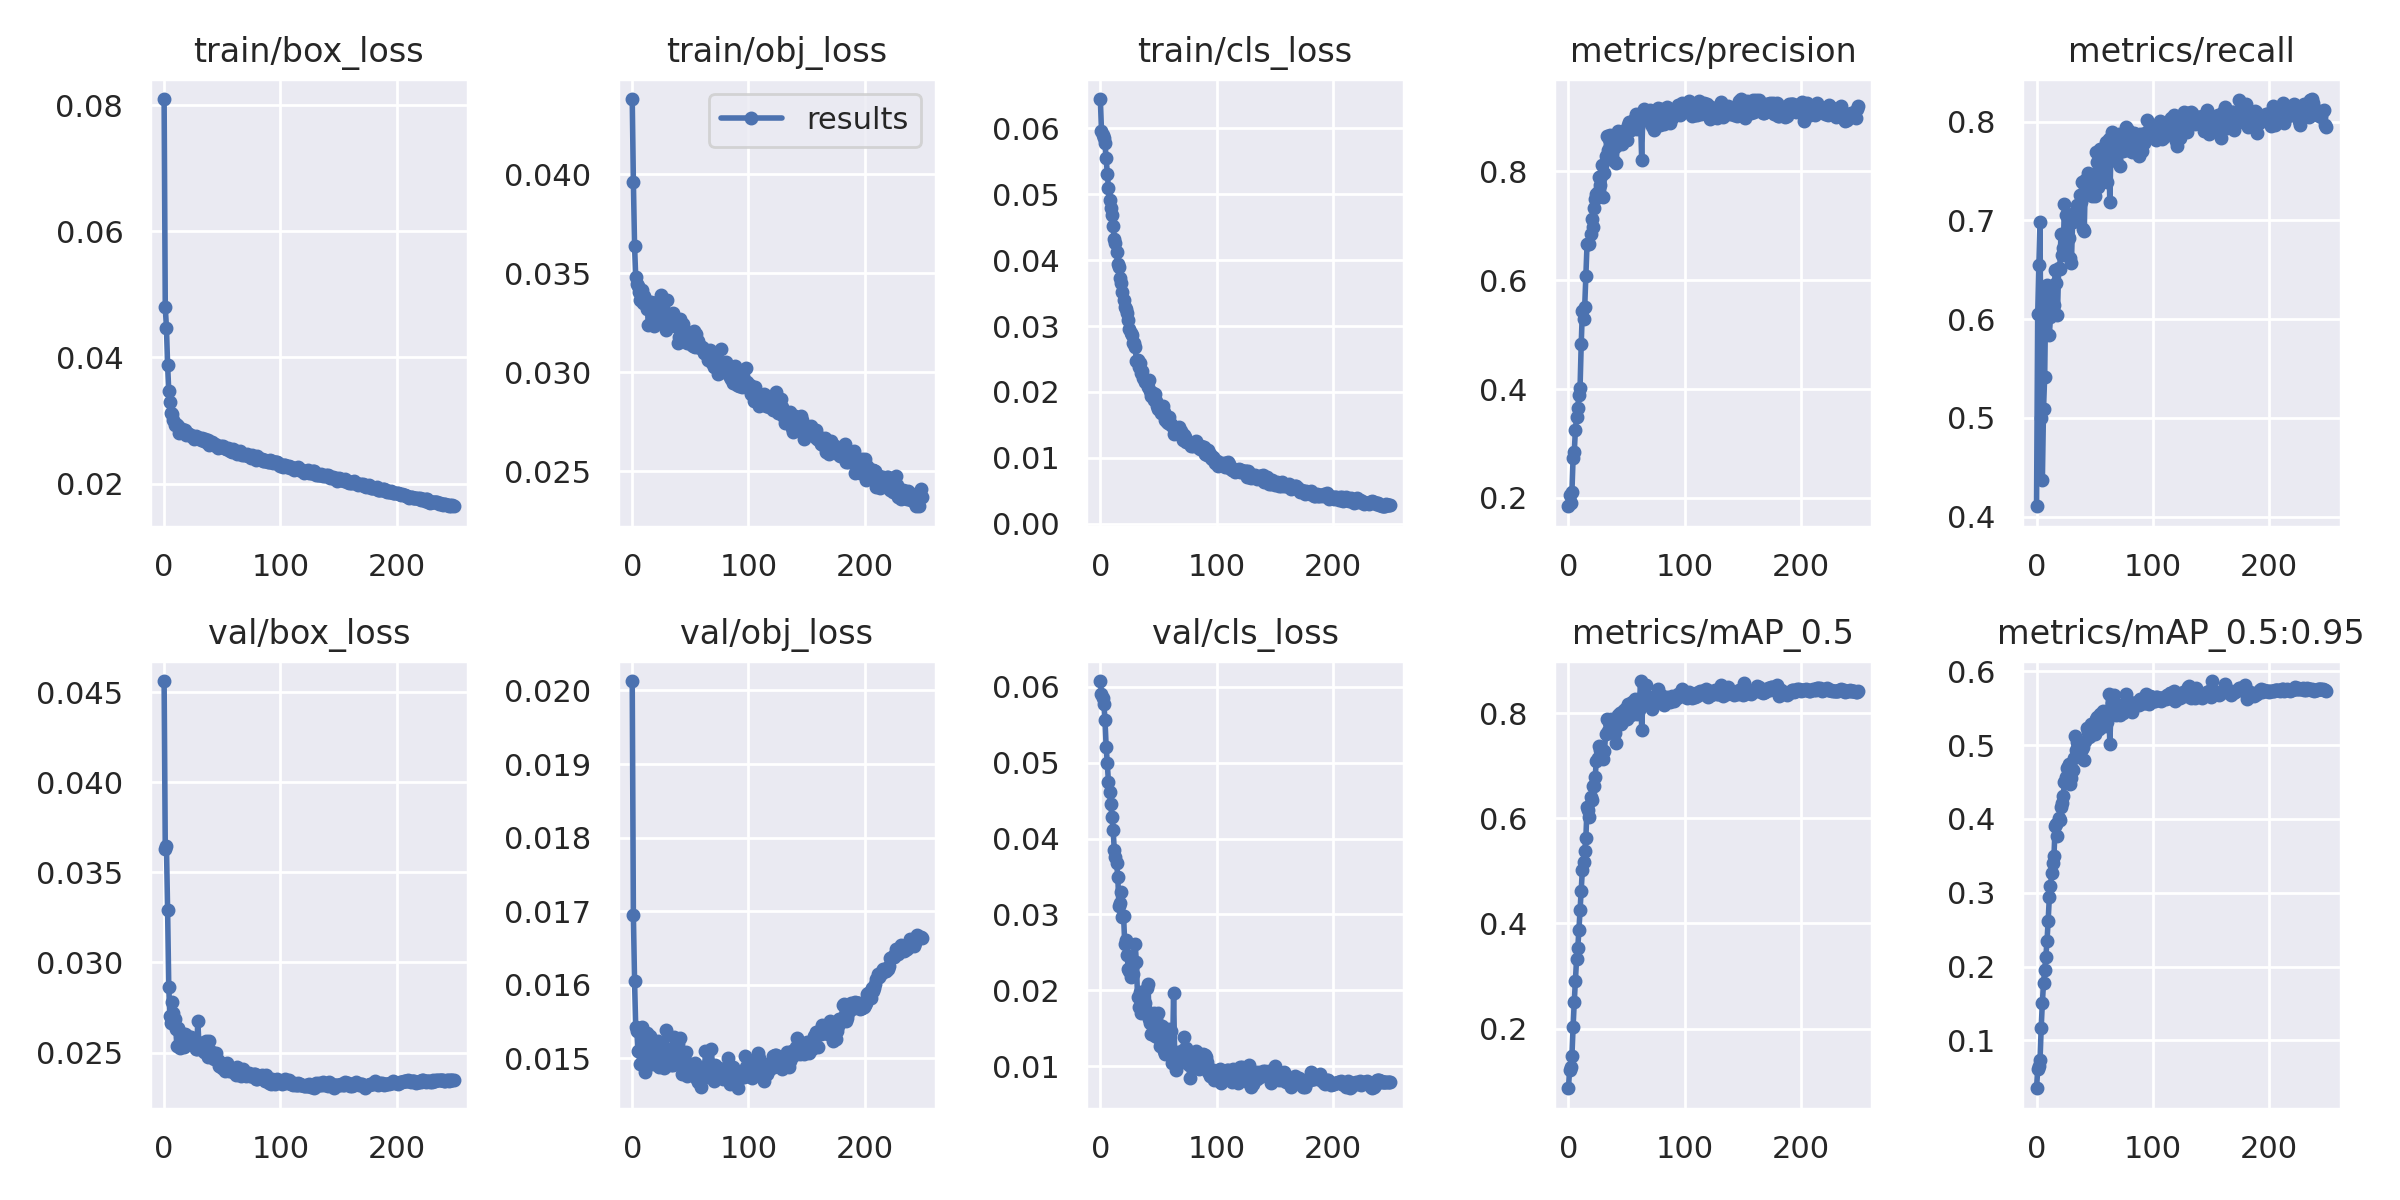 train/box_loss
0.08
0.06
0.04
0.02
0 100 200
train/obj_loss
results
0.040
0.035
0.030
0.025
0 100 200
train/cls_loss
0.06
0.05
0.04
0.03
0.02
0.01
0.00
0 100 200
metrics/precision
0.8
0.6
0.4
0.2
0 100 200
metrics/recall
0.8
0.7
0.6
0.5
0.4
0 100 200
val/box_loss
0.045
0.040
0.035
0.030
0.025
0 100 200
val/obj_loss
0.020
0.019
0.018
0.017
0.016
0.015
0 100 200
val/cls_loss
0.06
0.05
0.04
0.03
0.02
0.01
0 100 200
metrics/mAP_0.5
0.8
0.6
0.4
0.2
0 100 200
metrics/mAP_0.5:0.95
0.6
0.5
0.4
0.3
0.2
0.1
0 100 200